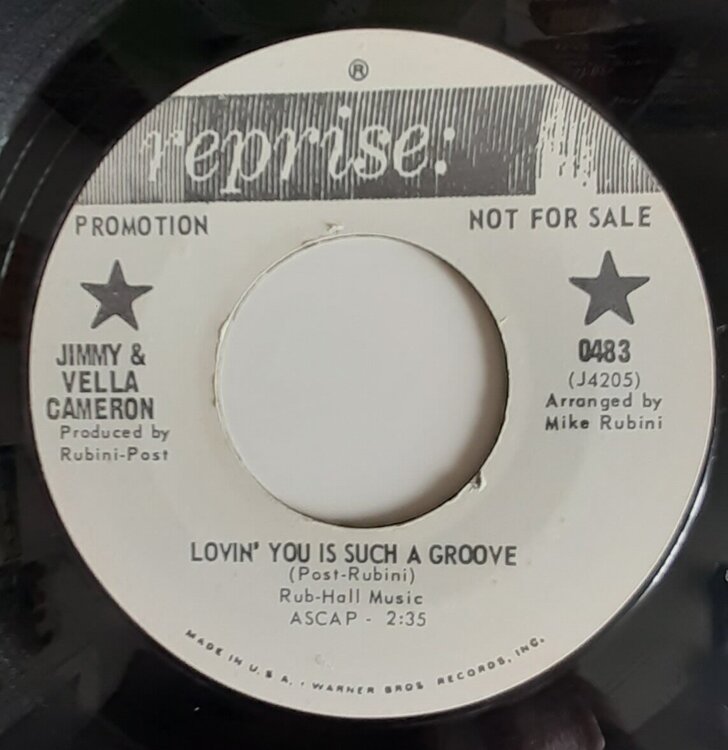 ®
reprise:
PROMOTION
NOT FOR SALE
JIMMY &
VELLA
CAMERON
Produced by
Rubini-Post
0483
(J4205)
Arranged by
Mike Rubini
LOVIN' YOU IS SUCH A GROOVE
(Post-Rubini)
Rub-Hall Music
ASCAP - 2:35
MADE IN U.S.A. • WARNER BROS RECORDS, INC.